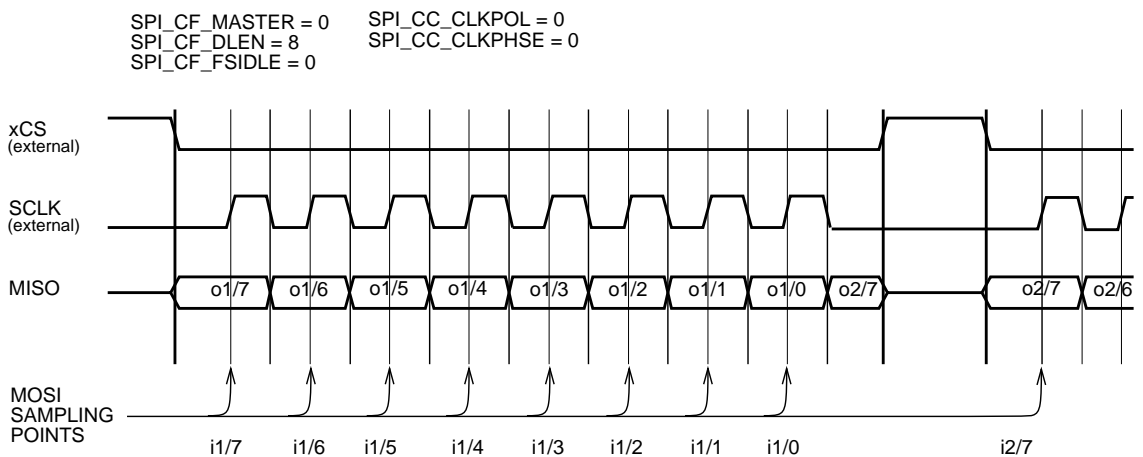 SPI_CF_MASTER = 0 SPI_CC_CLKPOL = 0
SPI_CF_DLEN = 8 SPI_CC_CLKPHSE = 0
SPI_CF_FSIDLE = 0
xCS
(external)
SCLK
(external)
MISO o1/7 o1/6 o1/5 o1/4 o1/3 o1/2 o1/1 o1/0 o2/7 o2/7 o2/6
MOSI
SAMPLING
POINTS
i1/7 i1/6 i1/5 i1/4 i1/3 i1/2 i1/1 i1/0 i2/7